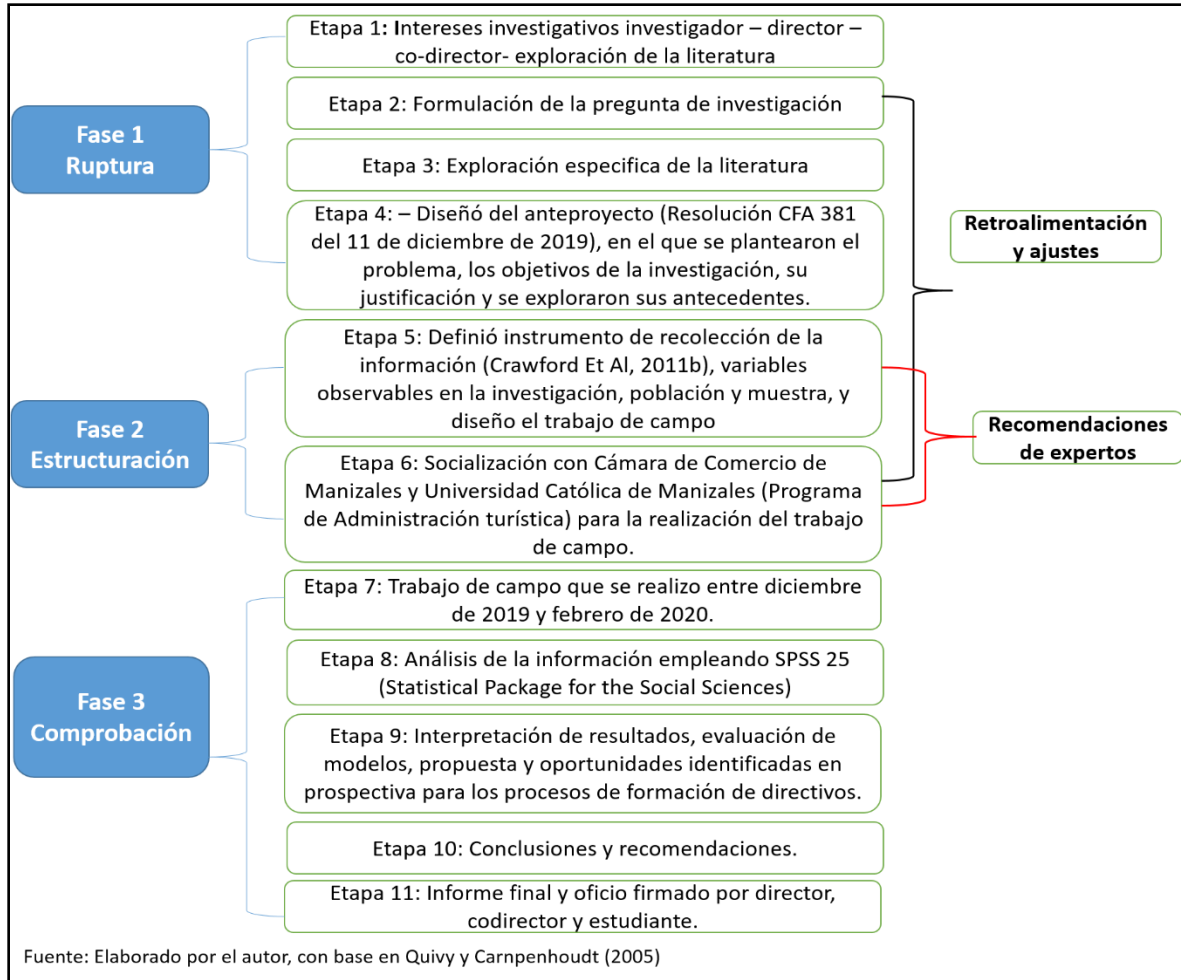 Fase 1
Ruptura
Etapa 1: Intereses investigativos investigador – director –
co-director- exploración de la literatura
Etapa 2: Formulación de la pregunta de investigación
Etapa 3: Exploración especifica de la literatura
Etapa 4: – Diseñó del anteproyecto (Resolución CFA 381
del 11 de diciembre de 2019), en el que se plantearon el
problema, los objetivos de la investigación, su
justificación y se exploraron sus antecedentes.
Retroalimentación
y ajustes
Fase 2
Estructuración
Etapa 5: Definió instrumento de recolección de la
información (Crawford Et Al, 2011b), variables
observables en la investigación, población y muestra, y
diseño el trabajo de campo
Etapa 6: Socialización con Cámara de Comercio de
Manizales y Universidad Católica de Manizales (Programa
de Administración turística) para la realización del trabajo
de campo.
Recomendaciones
de expertos
Fase 3
Comprobación
Etapa 7: Trabajo de campo que se realizo entre diciembre
de 2019 y febrero de 2020.
Etapa 8: Análisis de la información empleando SPSS 25
(Statistical Package for the Social Sciences)
Etapa 9: Interpretación de resultados, evaluación de
modelos, propuesta y oportunidades identificadas en
prospectiva para los procesos de formación de directivos.
Etapa 10: Conclusiones y recomendaciones.
Etapa 11: Informe final y oficio firmado por director,
codirector y estudiante.
Fuente: Elaborado por el autor, con base en Quivy y Carnpenhoudt (2005)